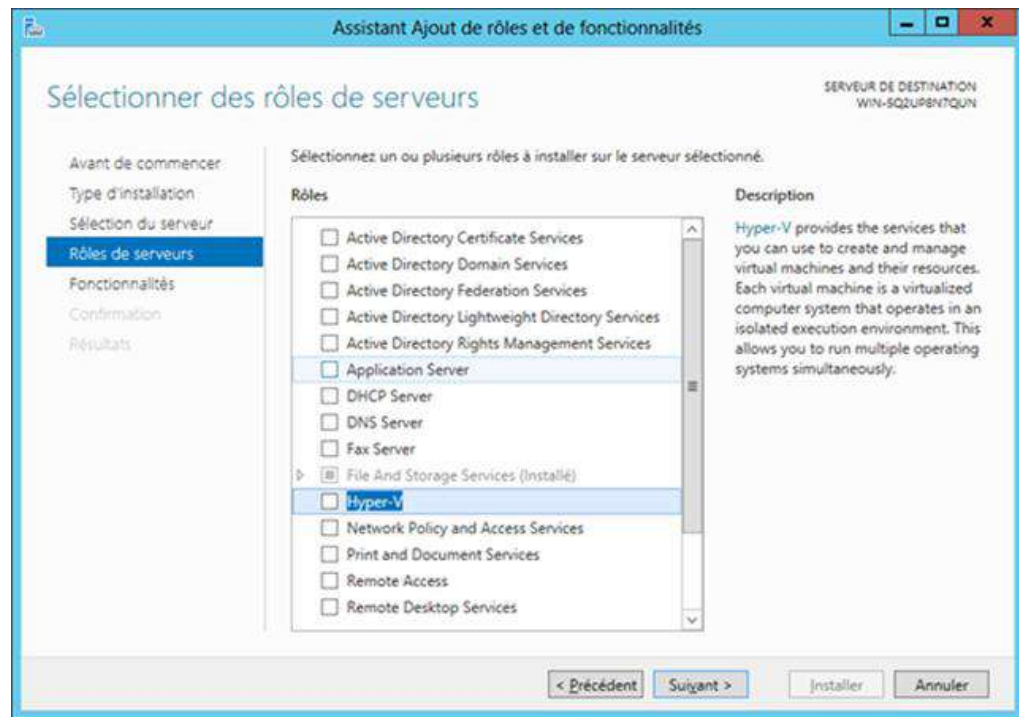 Assistant Ajout de rôles et de fonctionnalités
Sélectionner des rôles de serveurs
SERVEUR DE DESTINATION
WIN-SQ2UP8N7QUN
Avant de commencer
Type d'installation
Sélection du serveur
Rôles de serveurs
Fonctionnalités
Confirmation
Résultats
Sélectionnez un ou plusieurs rôles à installer sur le serveur sélectionné.
Rôles
Active Directory Certificate Services
Active Directory Domain Services
Active Directory Federation Services
Active Directory Lightweight Directory Services
Active Directory Rights Management Services
Application Server
DHCP Server
DNS Server
Fax Server
File And Storage Services (Installé)
Hyper-V
Network Policy and Access Services
Print and Document Services
Remote Access
Remote Desktop Services
Description
Hyper-V provides the services that
you can use to create and manage
virtual machines and their resources.
Each virtual machine is a virtualized
computer system that operates in an
isolated execution environment. This
allows you to run multiple operating
systems simultaneously.
< Précédent
Suivant >
Installer
Annuler